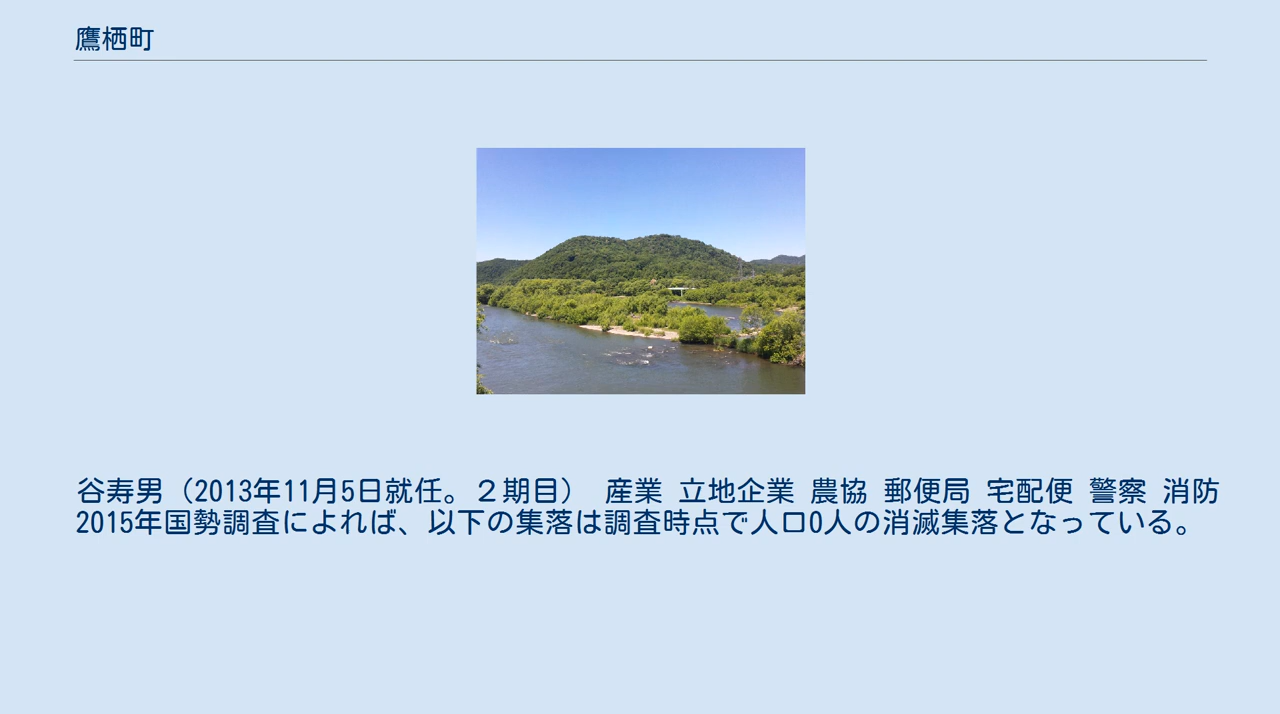 鷹栖町
谷寿男（2013年11月5日就任。２期目） 産業 立地企業 農協 郵便局 宅配便 警察 消防
2015年国勢調査によれば、以下の集落は調査時点で人口0人の消滅集落となっている。